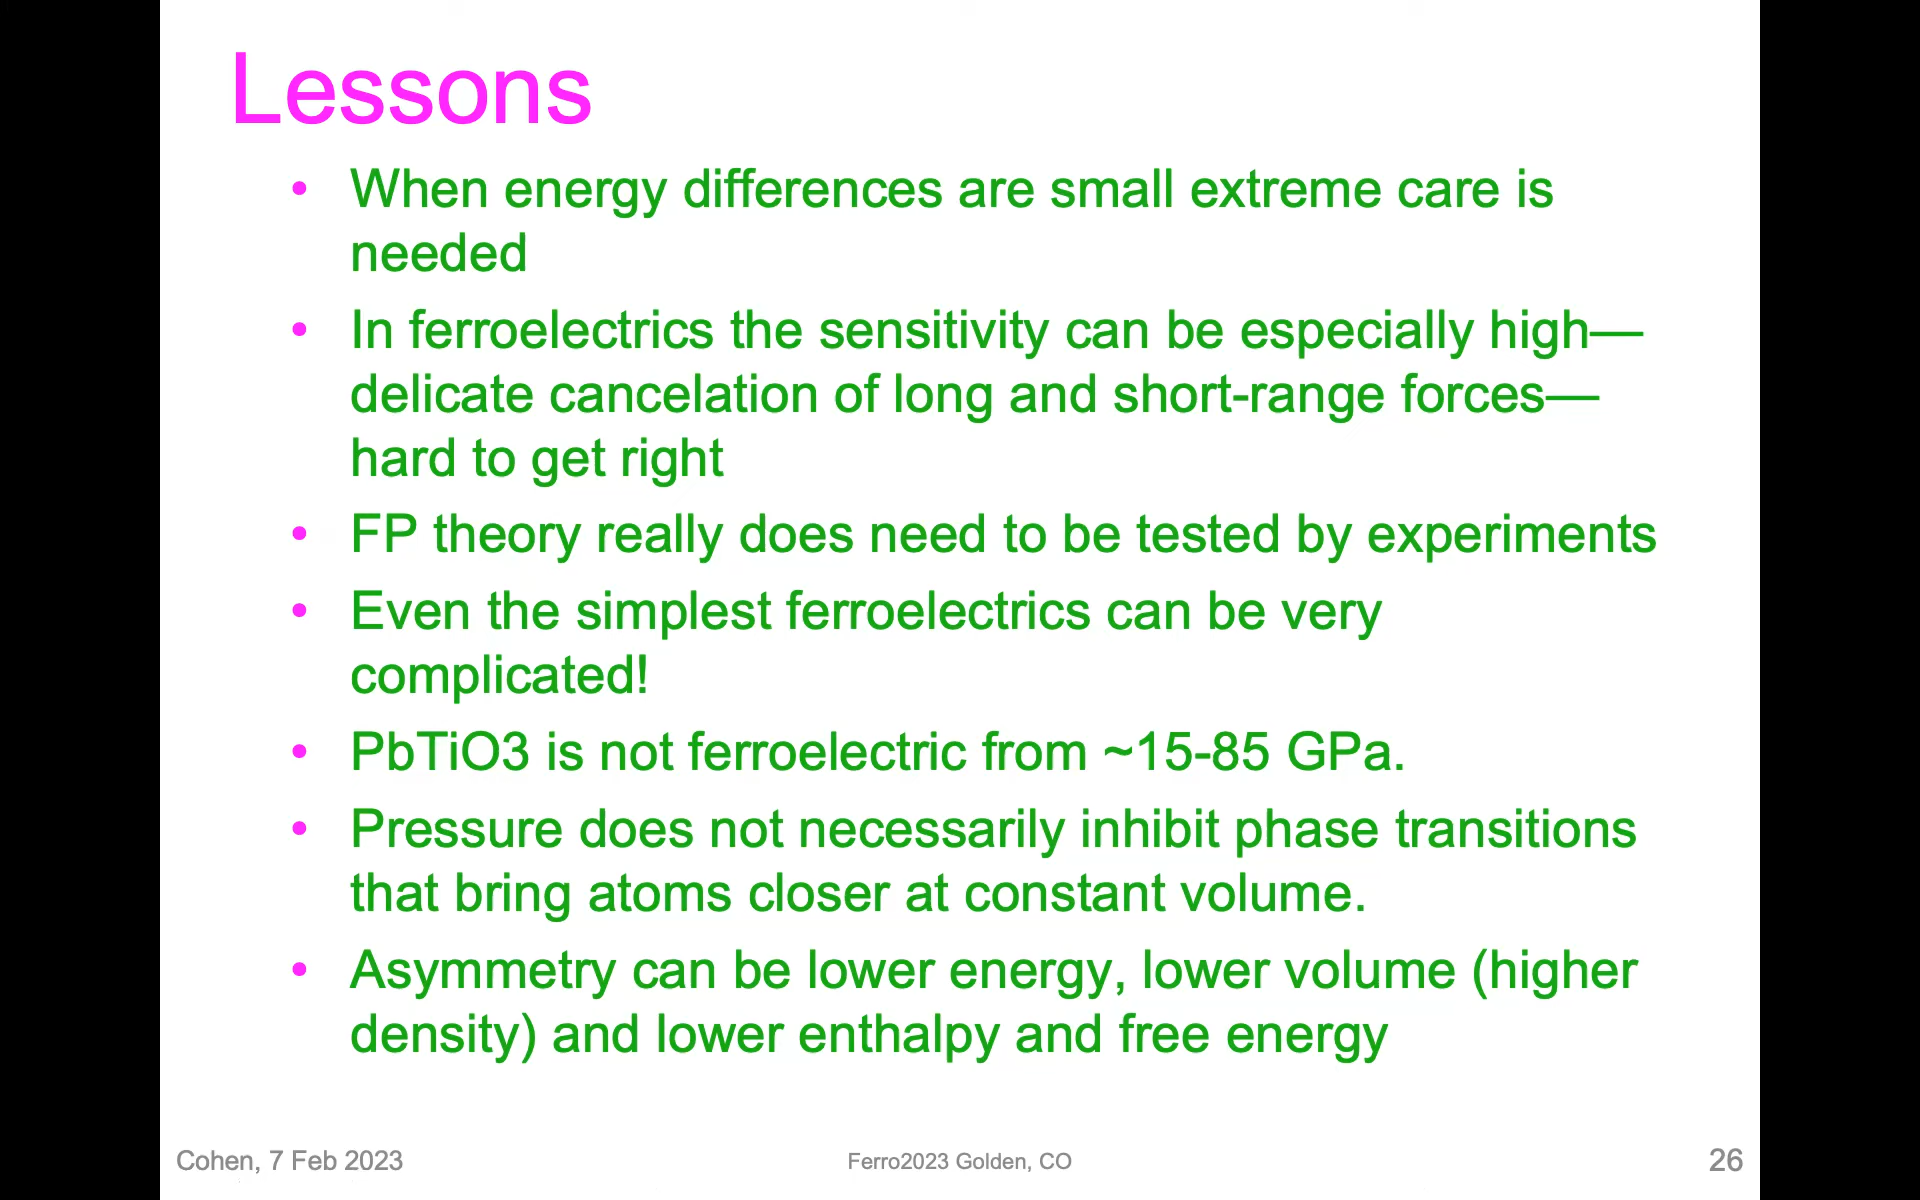 Lessons
• When energy differences are small extreme care is
needed
• In ferroelectrics the sensitivity can be especially high—
delicate cancelation of long and short-range forces—
hard to get right
• FP theory really does need to be tested by experiments
• Even the simplest ferroelectrics can be very
complicated!
• PbTiO3 is not ferroelectric from ~15-85 GPa.
• Pressure does not necessarily inhibit phase transitions
that bring atoms closer at constant volume.
• Asymmetry can be lower energy, lower volume (higher
density) and lower enthalpy and free energy
Cohen, 7 Feb 2023
Ferro2023 Golden, CO
26